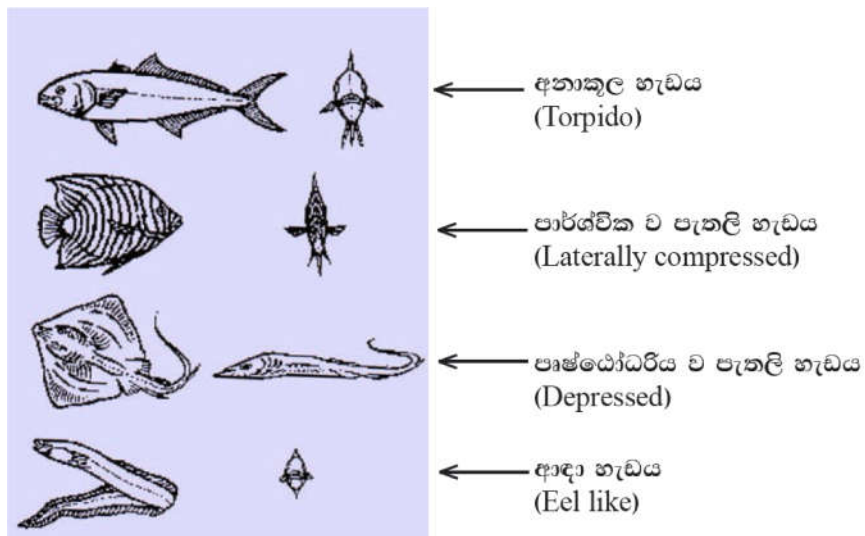 අනාකූල හැඩය
(Torpido)
පාර්ශ්වික ව පැතලි හැඩය
(Laterally compressed)
පෘෂ්ඨෝධරීය ව පැතලි හැඩය
(Depressed)
ආඳා හැඩය
(Eel like)